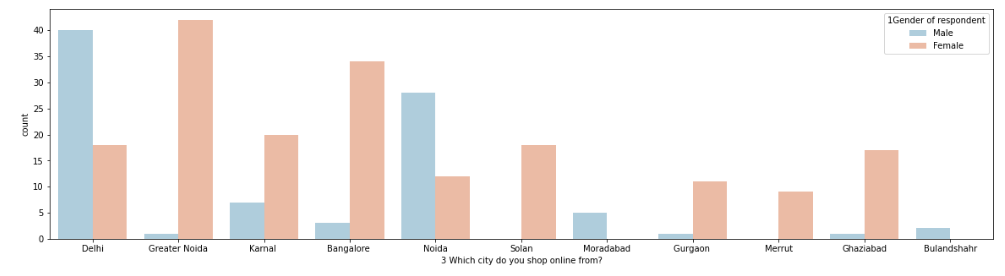 1Gender of respondent
Male
Female
count
40
35
30
25
20
15
10
5
0
Delhi Greater Noida Karnal Bangalore Noida Solan Moradabad Gurgaon Merrut Ghaziabad Bulandshahr
3 Which city do you shop online from?